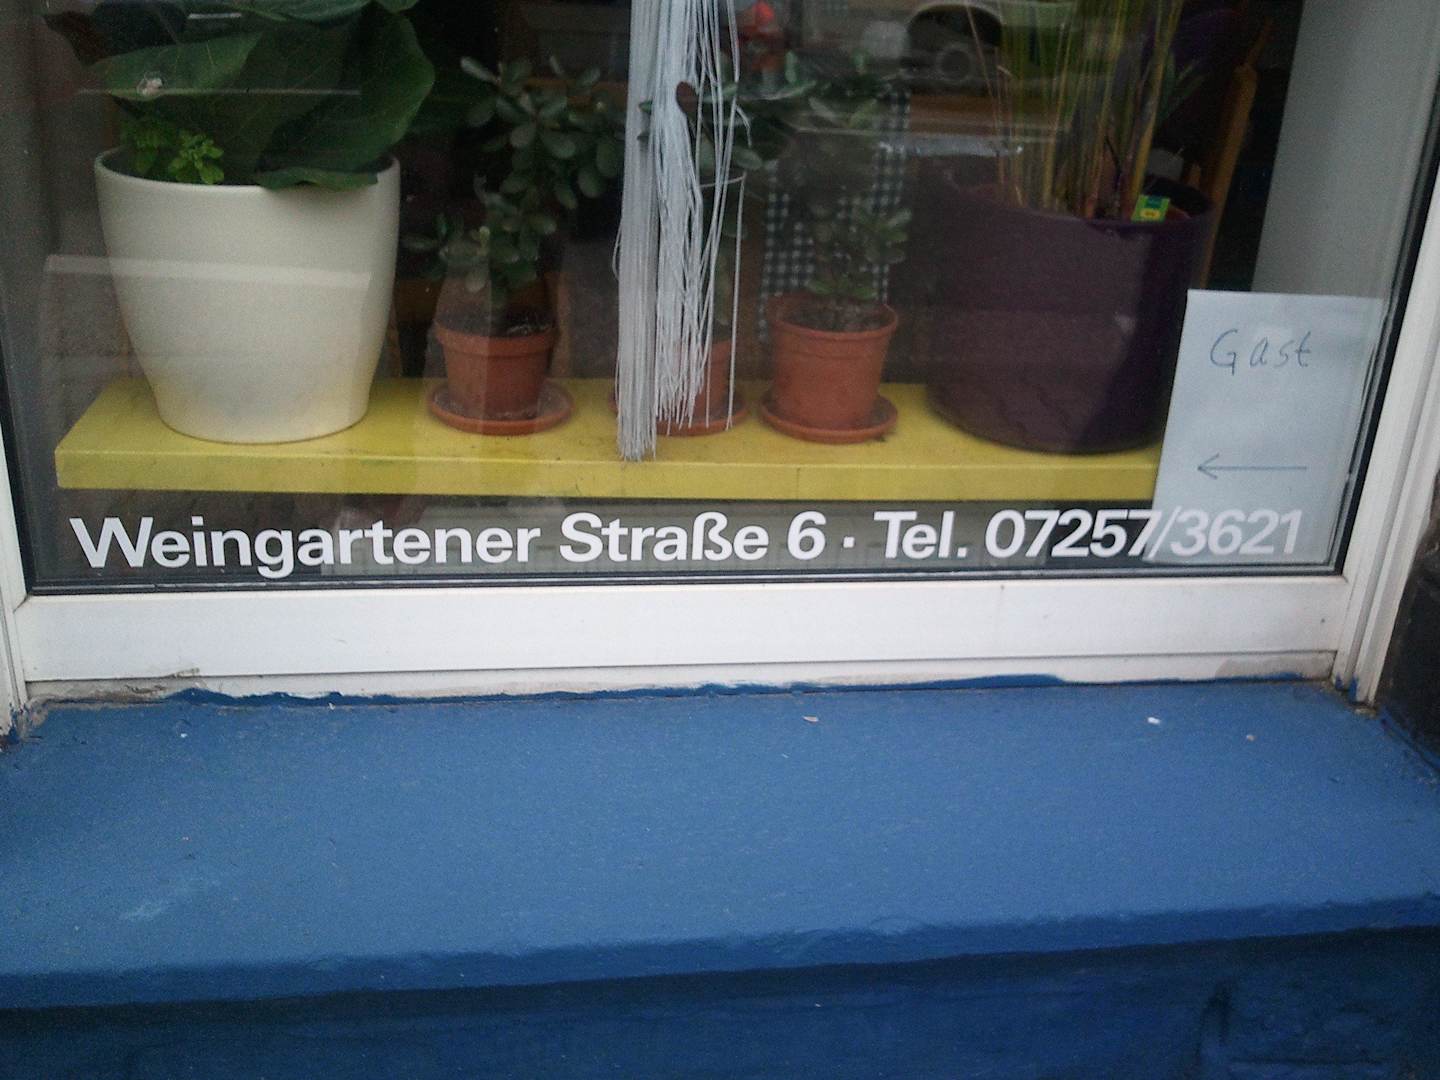 Gast
←
Weingartener Straße 6 · Tel. 07257/3621